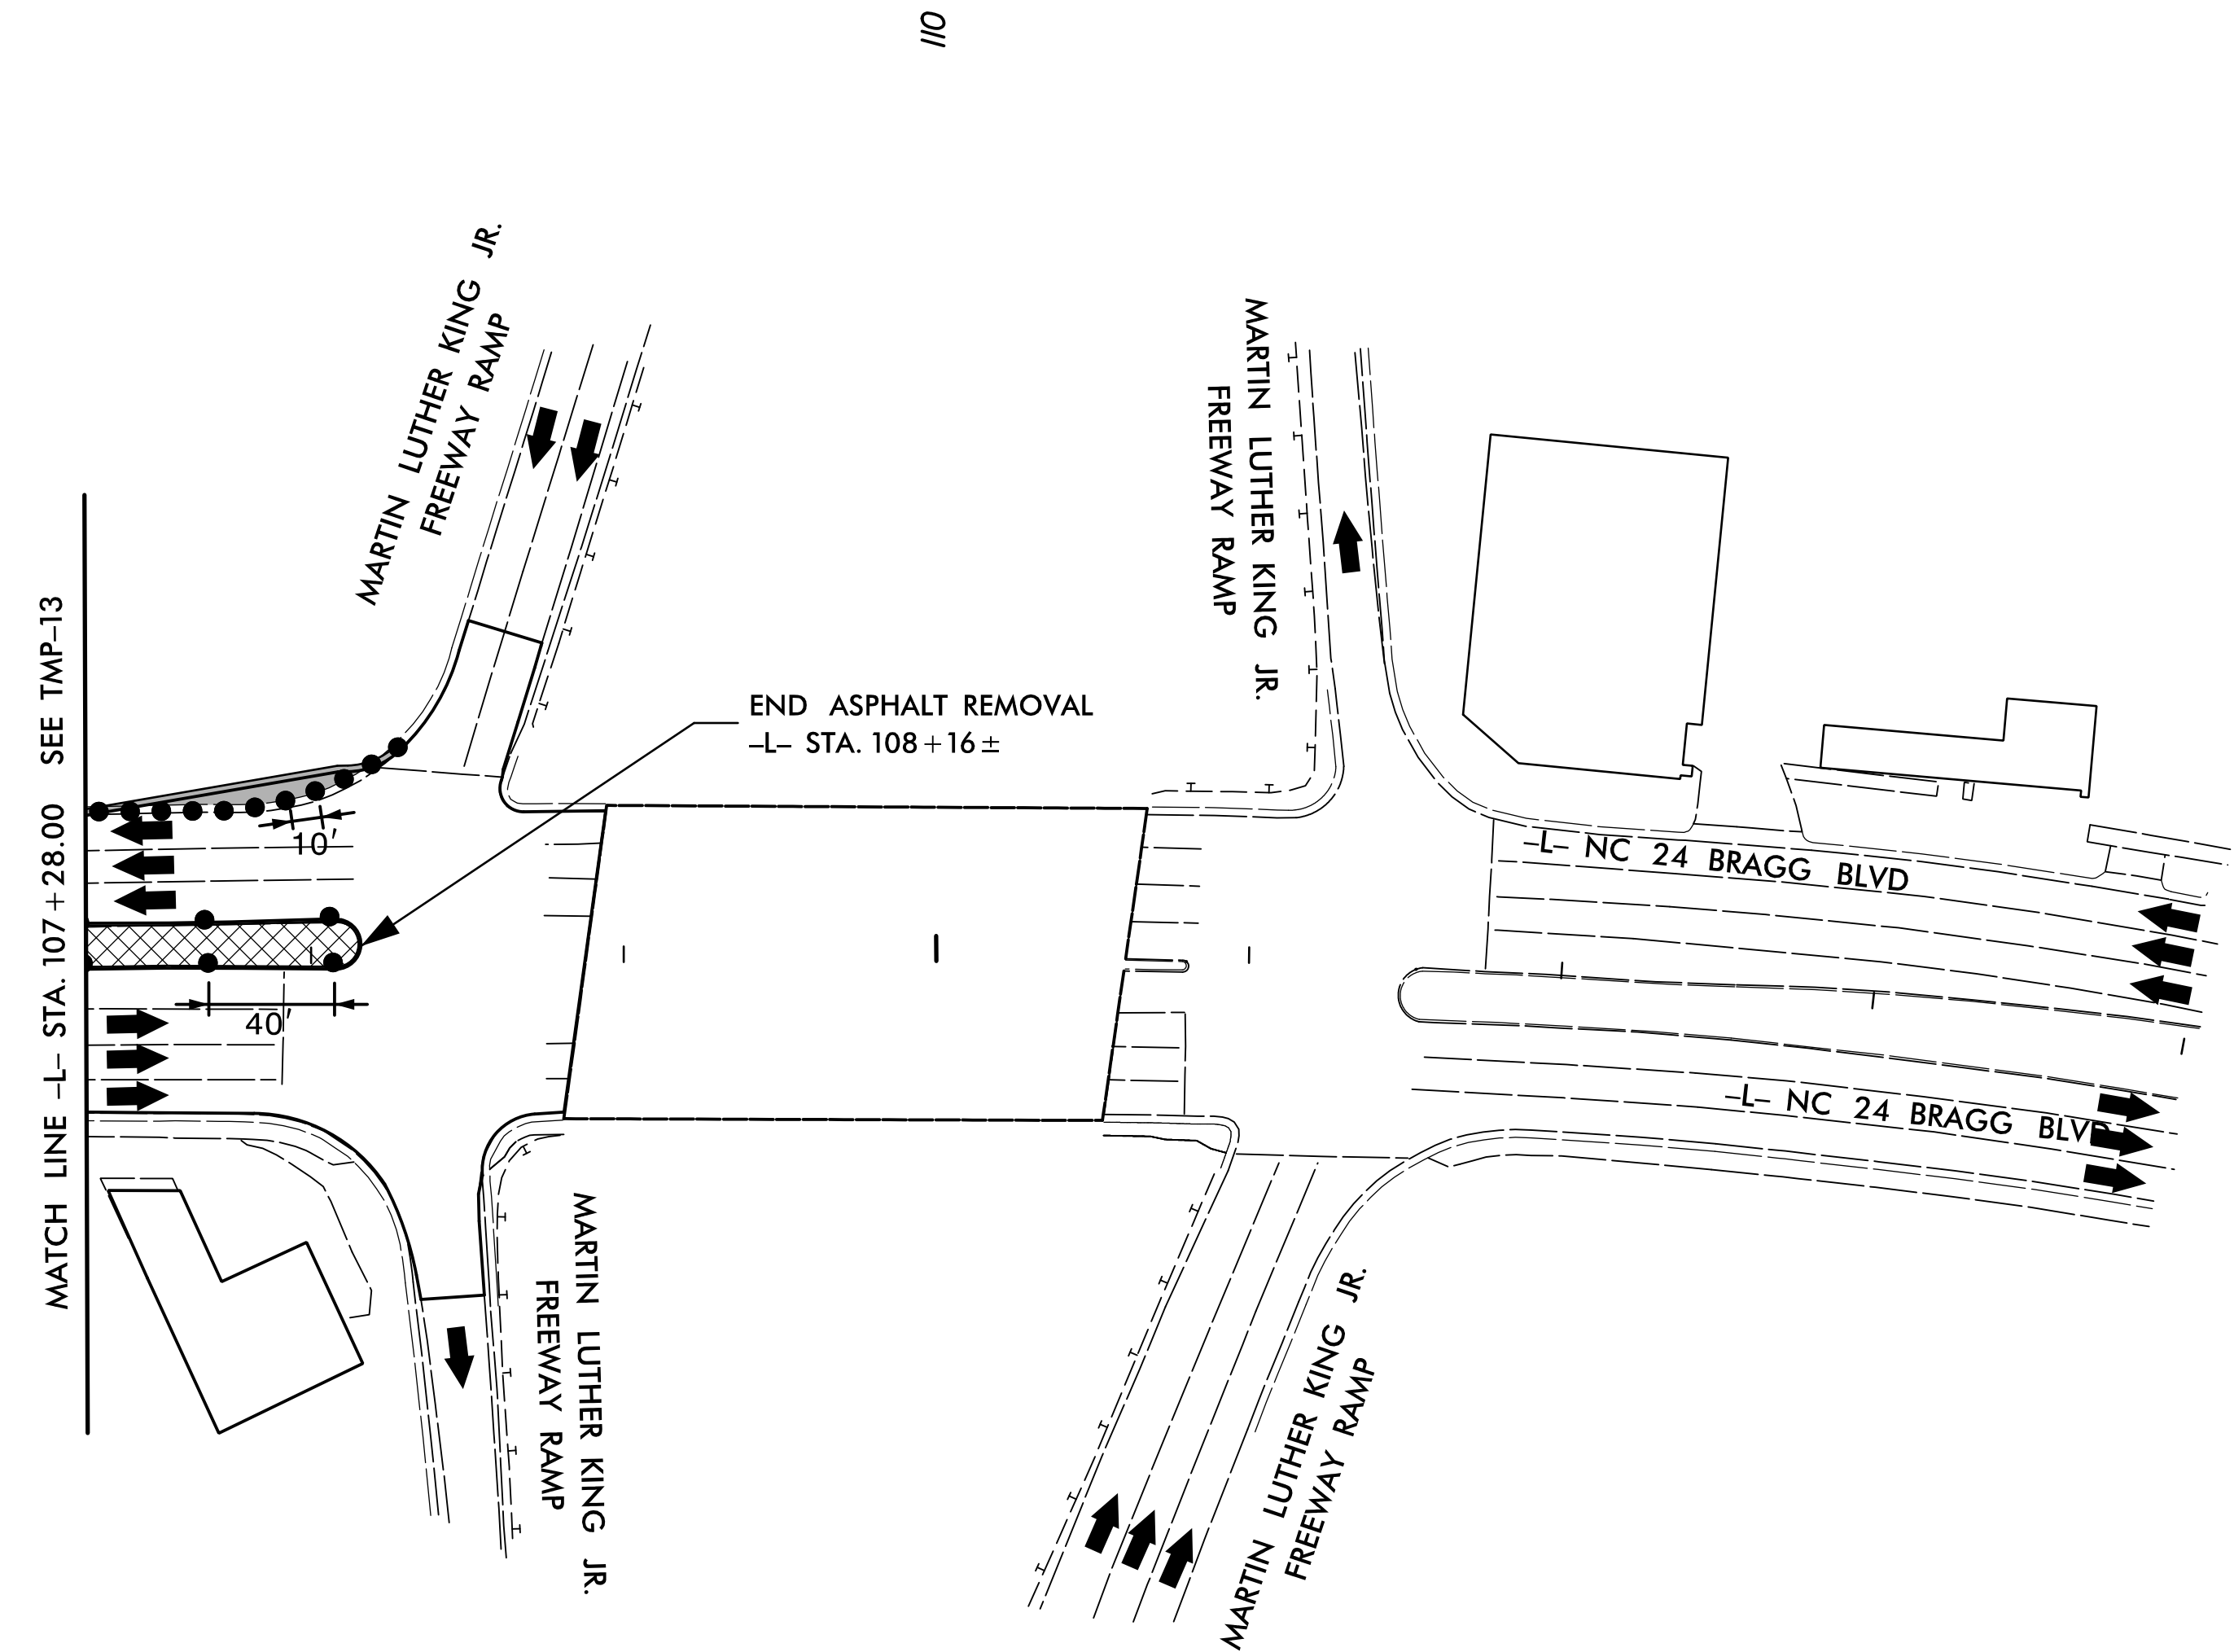 110
MARTIN LUTHER KING JR.
FREEWAY RAMP
MARTIN LUTHER KING JR.
FREEWAY RAMP
MATCH LINE –L– STA. 107+28.00 SEE TMP–13
END ASPHALT REMOVAL
–L– STA. 108+16±
10'
–L– NC 24 BRAGG BLVD
40'
–L– NC 24 BRAGG BLVD
MARTIN LUTHER KING JR.
FREEWAY RAMP
MARTIN LUTHER KING JR.
FREEWAY RAMP